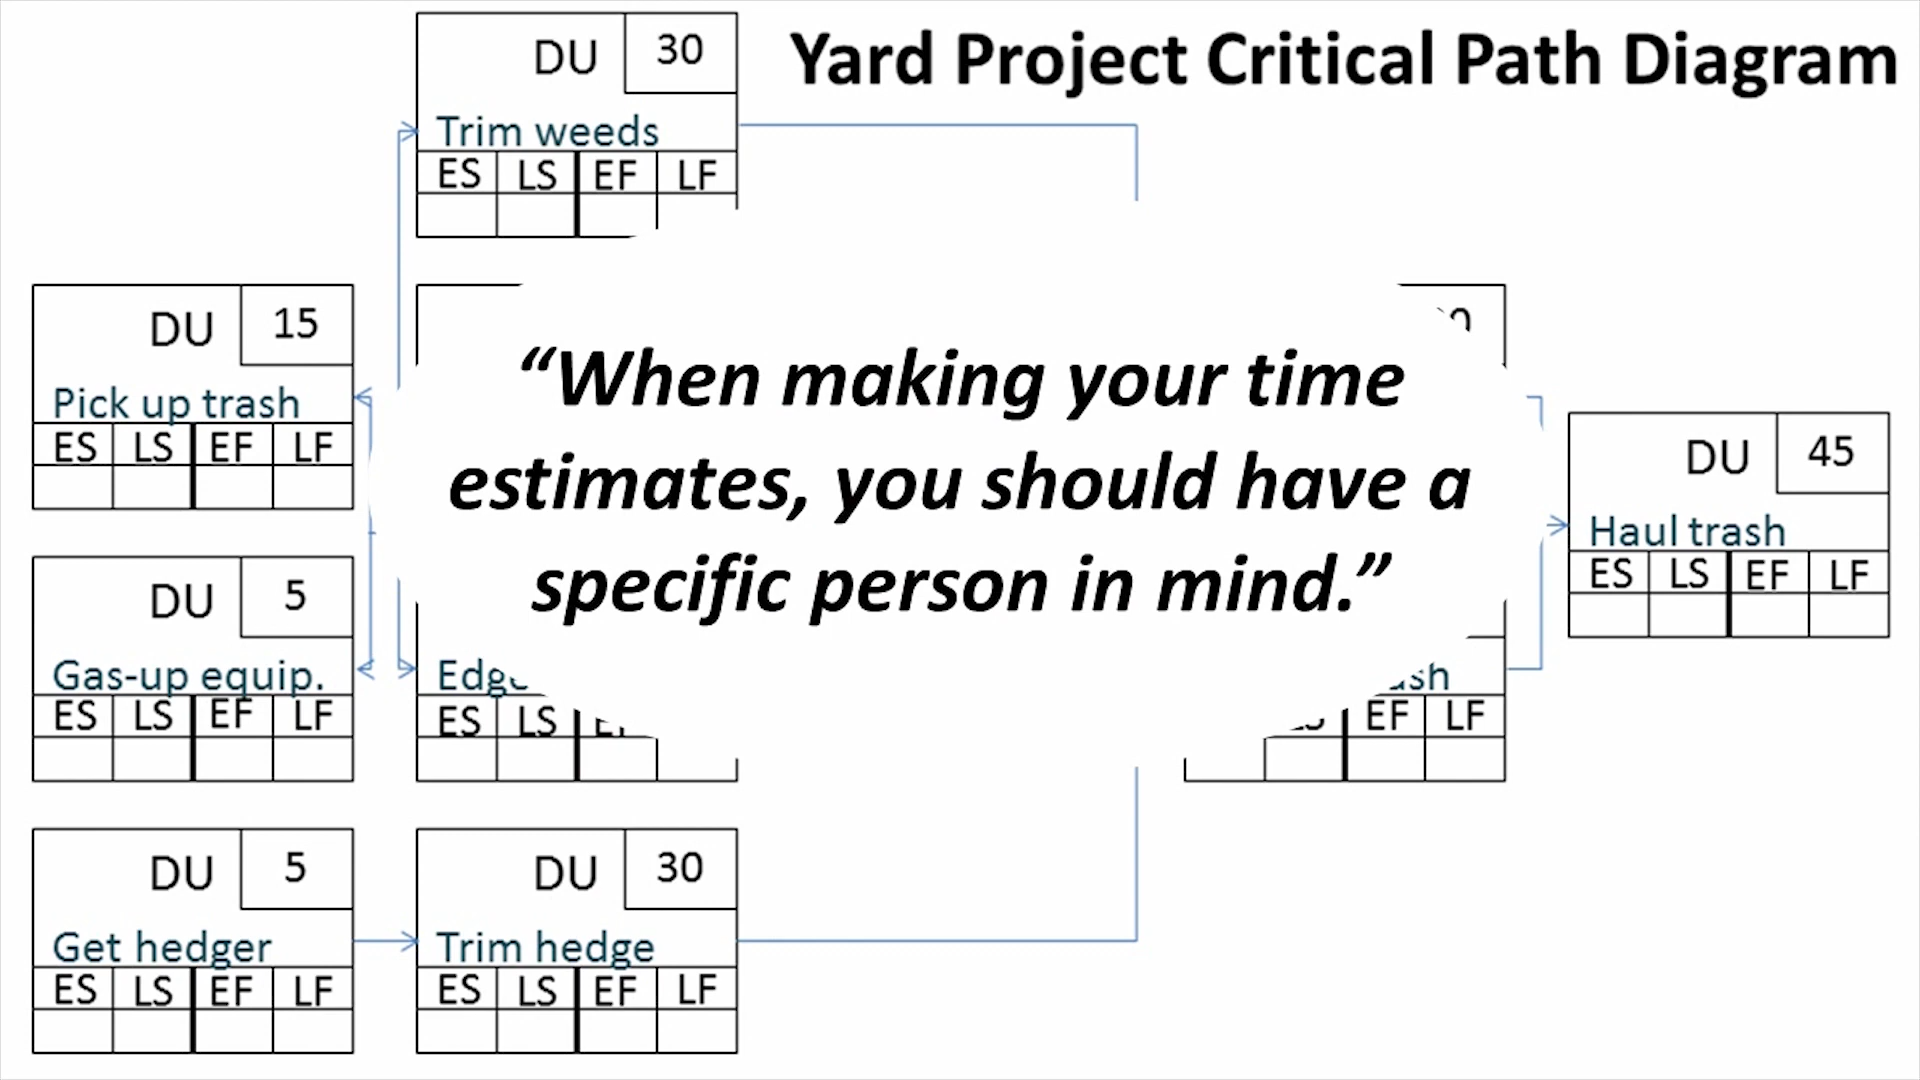 Yard Project Critical Path Diagram
DU 30
Trim weeds
ES LS EF LF
DU 15
Pick up trash
ES LS EF LF
“When making your time
estimates, you should have a
specific person in mind.”
DU 45
Haul trash
ES LS EF LF
DU 5
Gas-up equip.
ES LS EF LF
ES LS
EF LF
DU 5
Get hedger
ES LS EF LF
DU 30
Trim hedge
ES LS EF LF